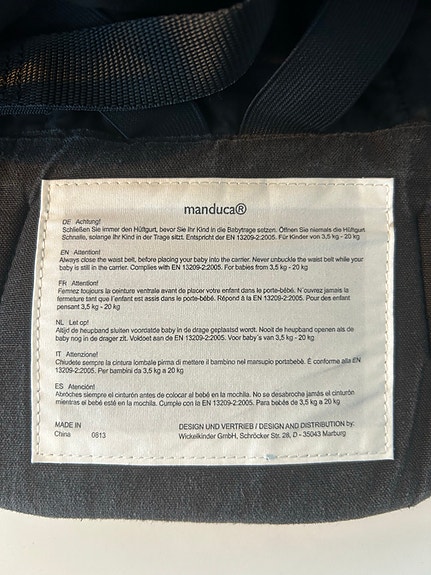 manduca®
DE Achtung!
Schließen Sie immer den Hüftgurt, bevor Sie Ihr Kind in die Babytrage setzen. Öffnen Sie niemals die Hüftgurt
Schnalle, solange Ihr Kind in der Trage sitzt. Entspricht der EN 13209-2:2005. Für Kinder von 3,5 kg - 20 kg
EN Attention!
Always close the waist belt, before placing your baby into the carrier. Never unbuckle the waist belt while your
baby is still in the carrier. Complies with EN 13209-2:2005. For babies from 3,5 kg - 20 kg
FR Attention!
Fermez toujours la ceinture ventrale avant de placer votre enfant dans le porte-bébé. N´ouvrez jamais la
fermeture tant que l´enfant est assis dans le porte-bébé. Répond à la EN 13209-2:2005. Pour des enfants
pesant 3,5 kg - 20 kg
NL Let op!
Altijd de heupband sluiten voordatde baby in de drage geplaatsd wordt. Nooit de heupband openen als de
baby nog in de drager zit. Voldoet aan de EN 13209-2:2005. Voor baby´s van 3,5 kg - 20 kg
IT Attenzione!
Chiudete sempre la cintura lombale pirma di mettere il bambino nel marsupio portabebé. É conforme alla EN
13209-2:2005. Per bambini da 3,5 kg a 20 kg
ES Atención!
Abróches siempre el cinturón antes de colocar al bebé en la mochila. No se desabroche jamas el cinturón
mientras el bebé esté en la mochila. Cumple con la EN 13209-2:2005. Para bebés de 3,5 kg a 20 kg
MADE IN
China 0813
DESIGN UND VERTRIEB / DESIGN AND DISTRIBUTION by:
Wickelkinder GmbH, Schröcker Str. 28, D - 35043 Marburg